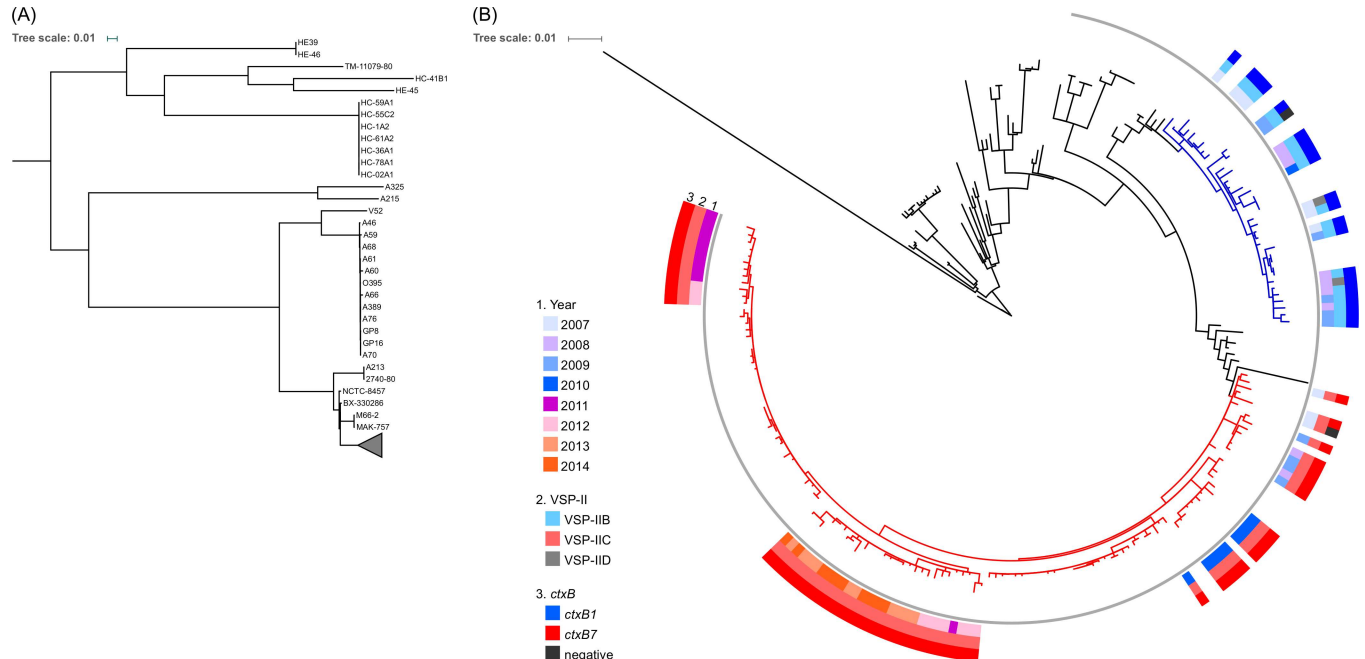 (A)
Tree scale: 0.01
HE39
HE-46
TM-11079-80
HC-41B1
HE-45
HC-59A1
HC-55C2
HC-1A2
HC-61A2
HC-36A1
HC-78A1
HC-02A1
A325
A215
V52
A46
A59
A68
A61
A60
O395
A66
A389
A76
GP8
GP16
A70
A213
2740-80
NCTC-8457
BX-330286
M66-2
MAK-757
(B)
Tree scale: 0.01
3 2 1
1. Year
2007
2008
2009
2010
2011
2012
2013
2014
2. VSP-II
VSP-IIB
VSP-IIC
VSP-IID
3. ctxB
ctxB1
ctxB7
negative